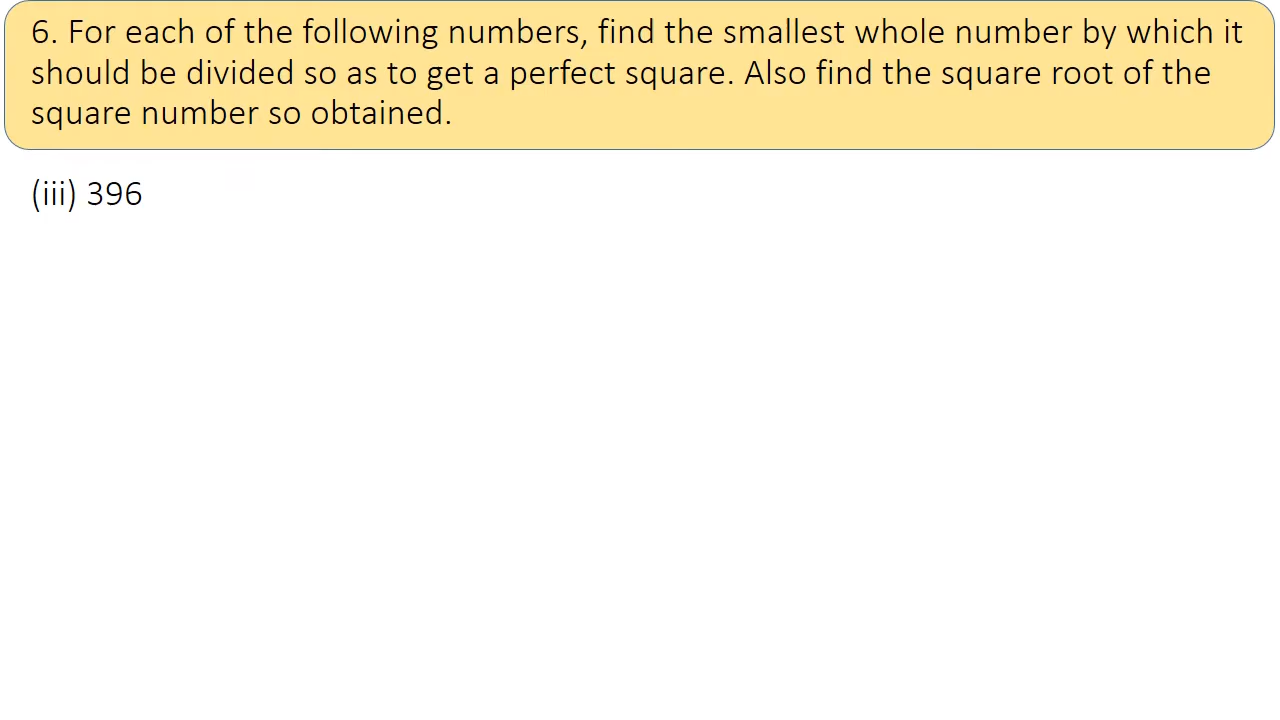 6. For each of the following numbers, find the smallest whole number by which it
should be divided so as to get a perfect square. Also find the square root of the
square number so obtained.
(iii) 396